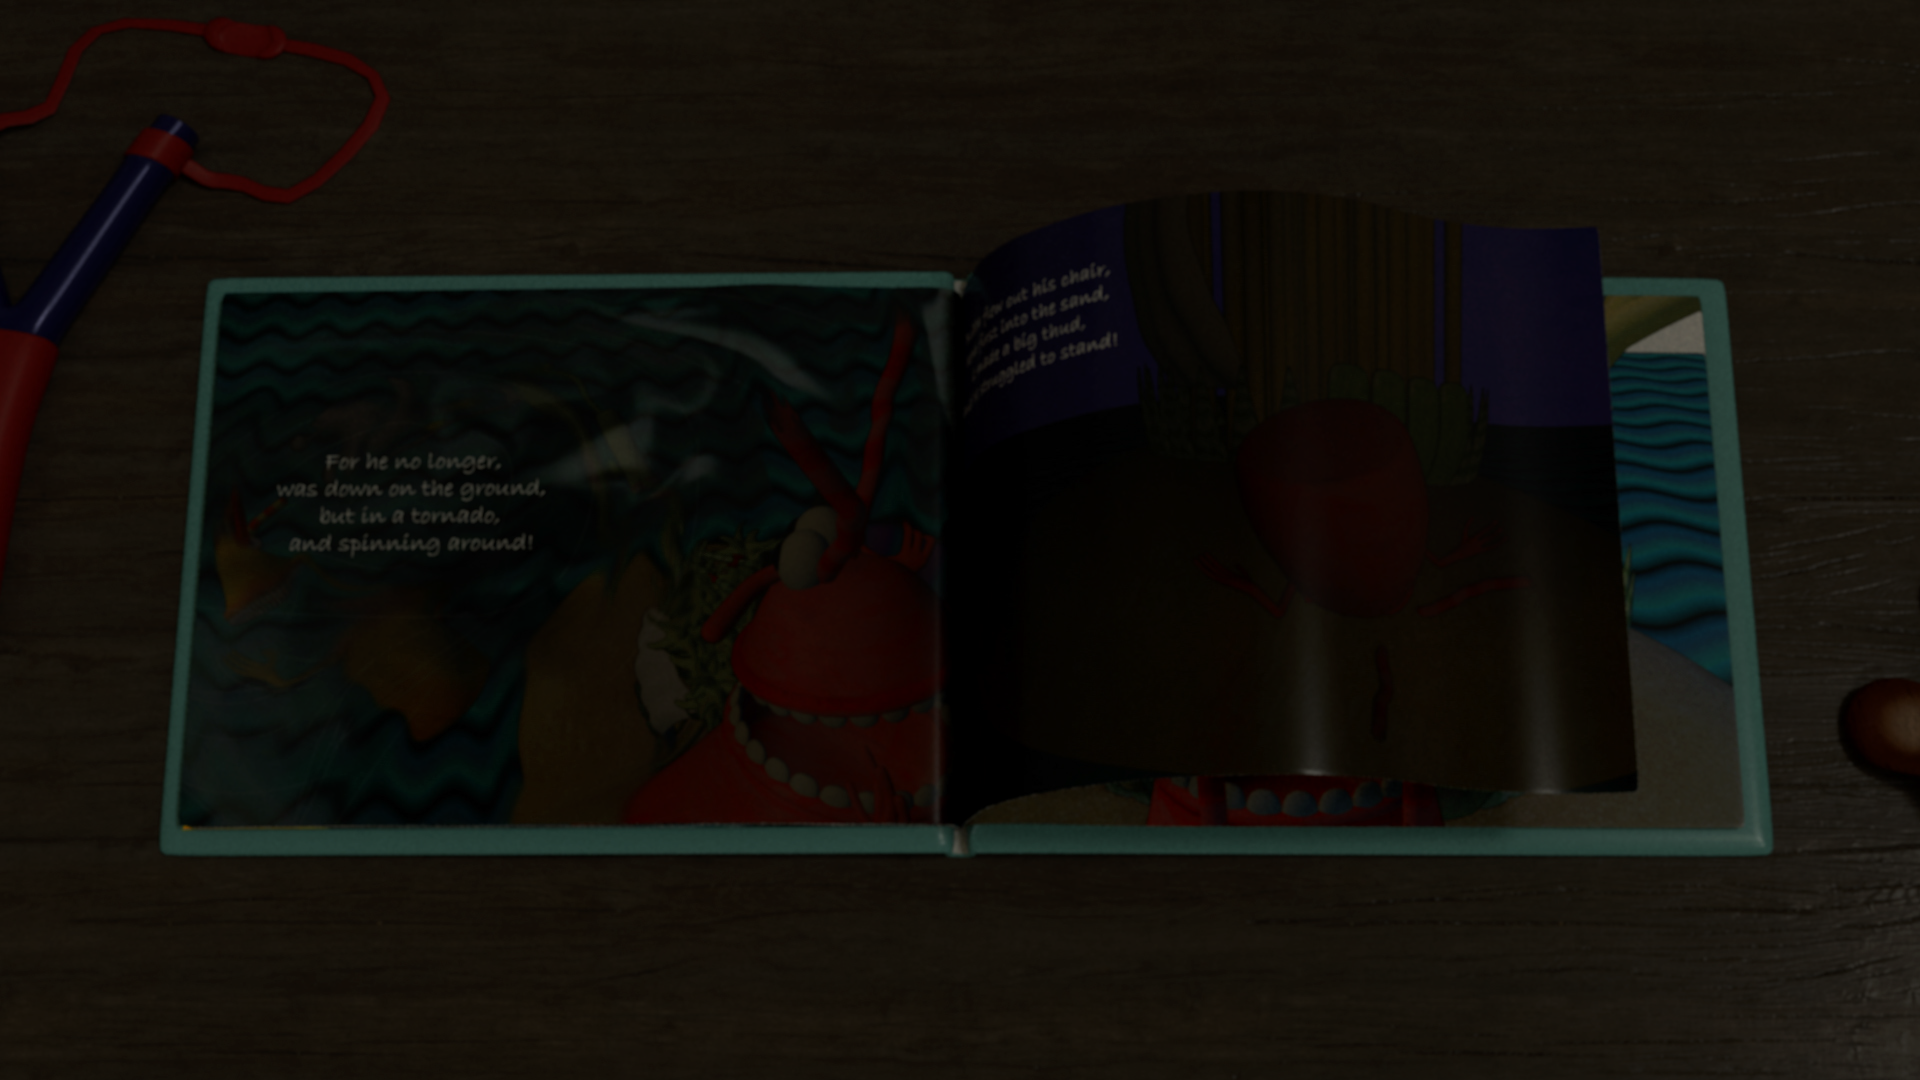 For he no longer,
was down on the ground,
but in a tornado,
and spinning around!
flew out his chair,
into the sand,
made a big thud,
struggled to stand!